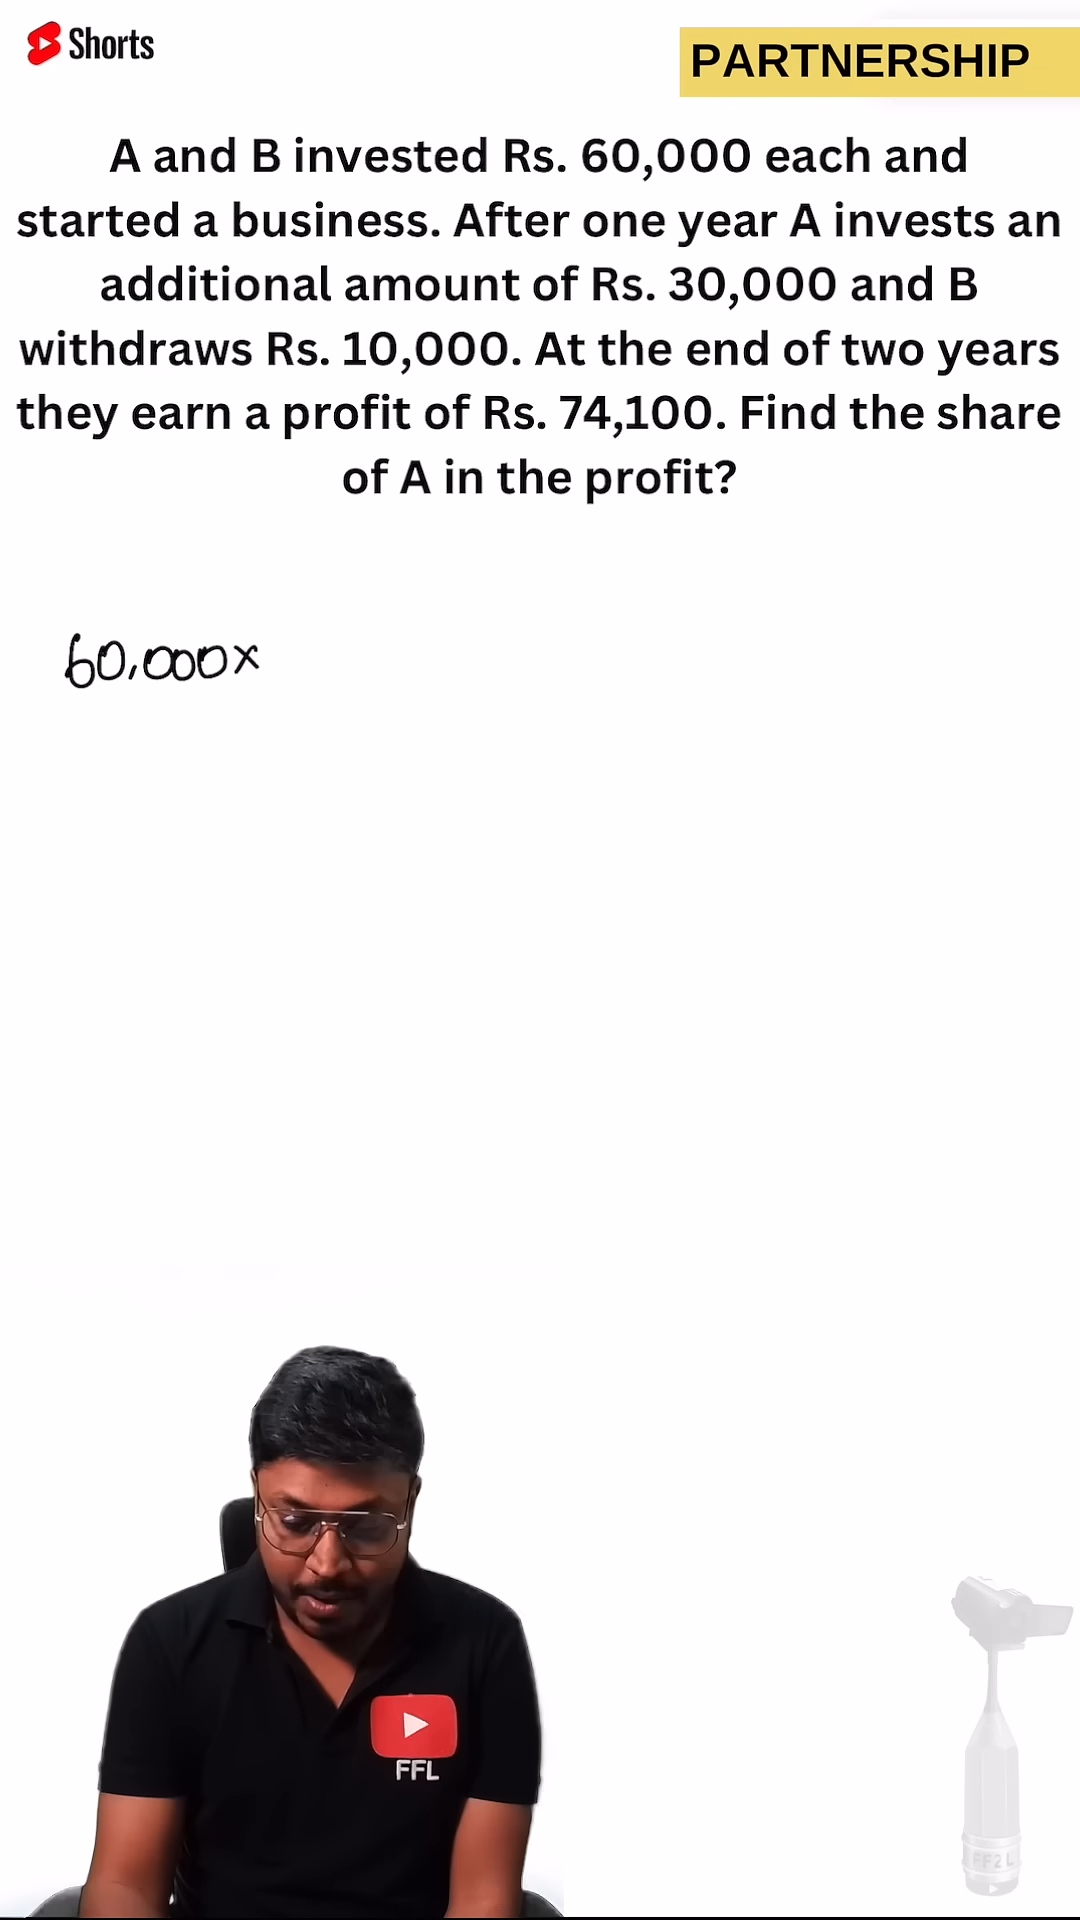 Shorts
PARTNERSHIP
A and B invested Rs. 60,000 each and
started a business. After one year A invests an
additional amount of Rs. 30,000 and B
withdraws Rs. 10,000. At the end of two years
they earn a profit of Rs. 74,100. Find the share
of A in the profit?
60,000×
FFL
FF2L